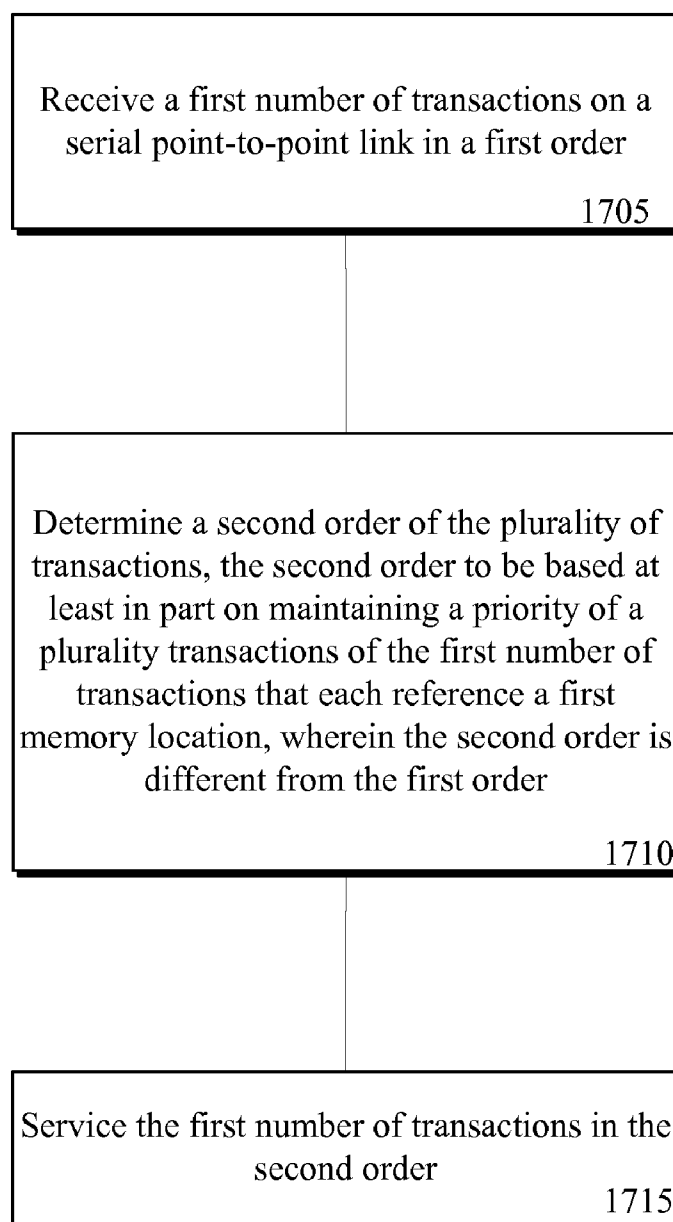 Receive a first number of transactions on a
serial point-to-point link in a first order
1705
Determine a second order of the plurality of
transactions, the second order to be based at
least in part on maintaining a priority of a
plurality transactions of the first number of
transactions that each reference a first
memory location, wherein the second order is
different from the first order
1710
Service the first number of transactions in the
second order
1715